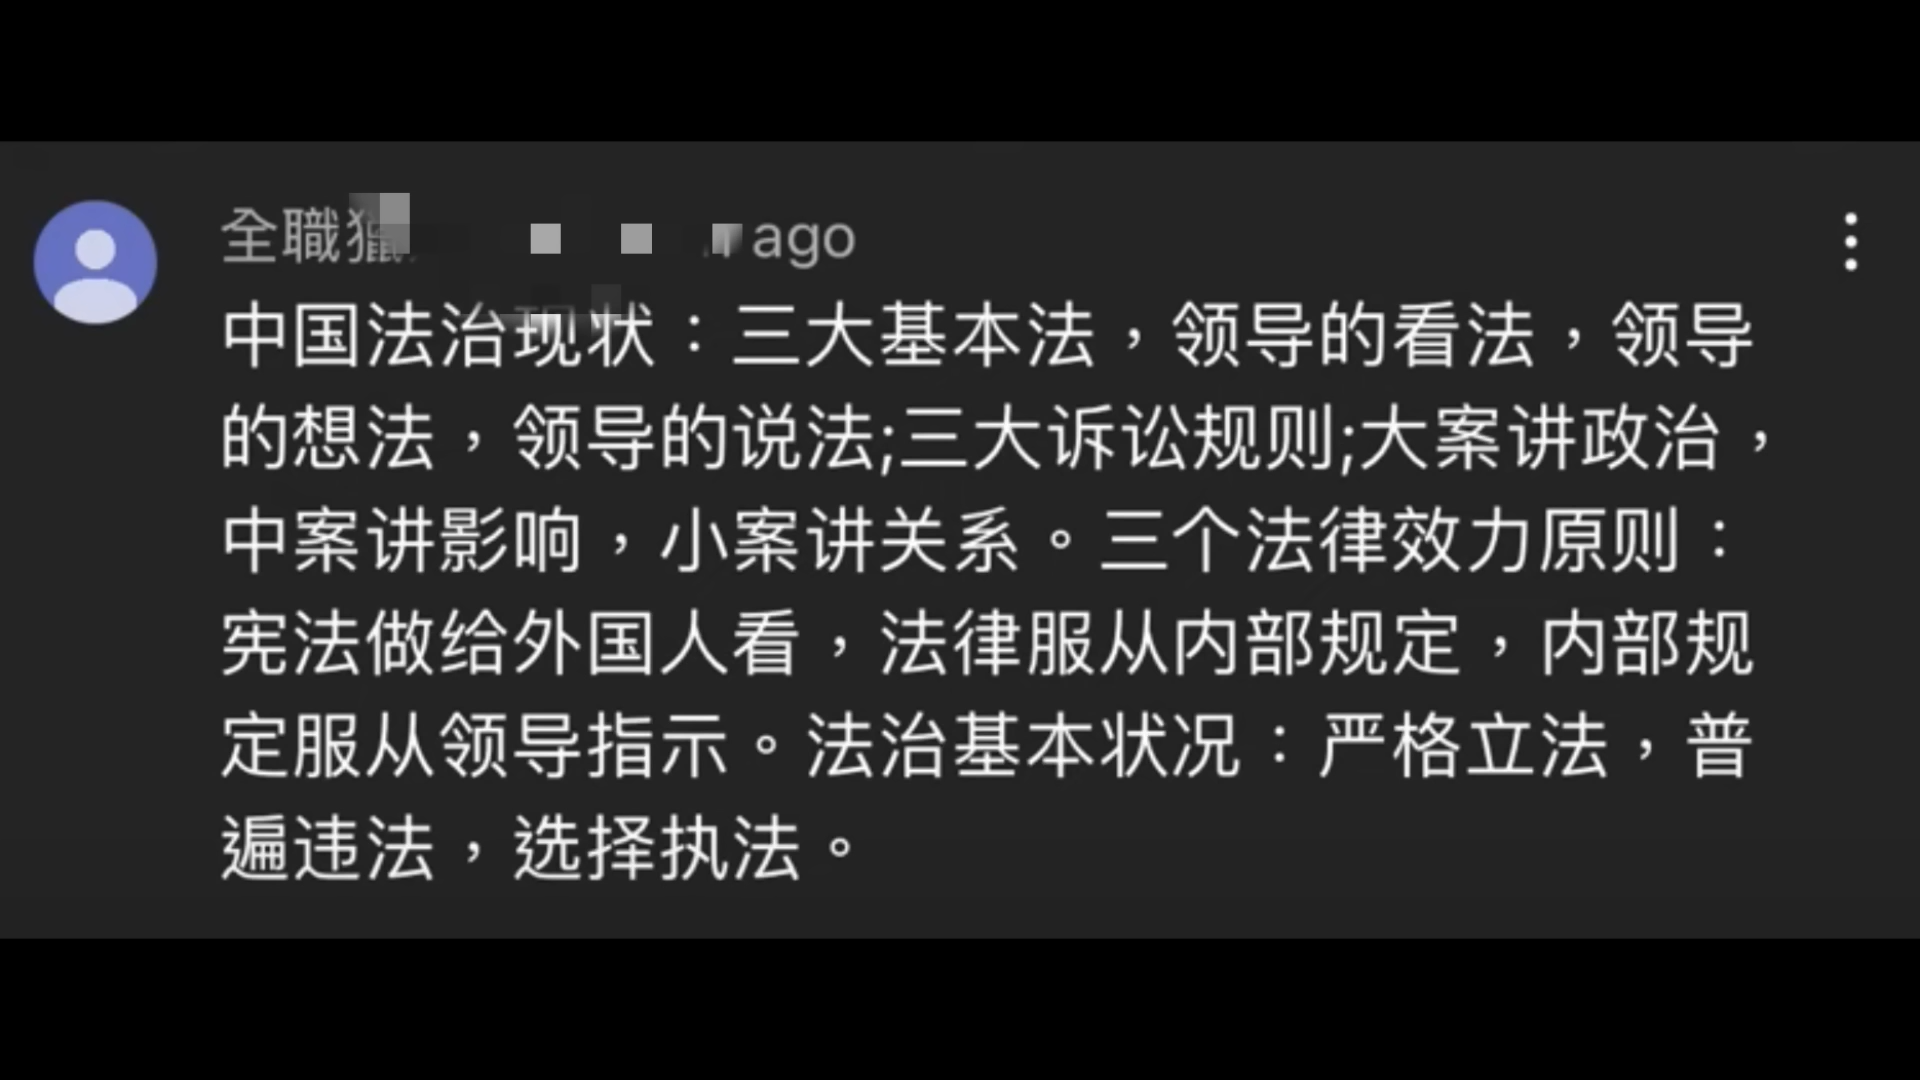 全職獵 ago
中国法治现状：三大基本法，领导的看法，领导
的想法，领导的说法;三大诉讼规则;大案讲政治，
中案讲影响，小案讲关系。三个法律效力原则：
宪法做给外国人看，法律服从内部规定，内部规
定服从领导指示。法治基本状况：严格立法，普
遍违法，选择执法。